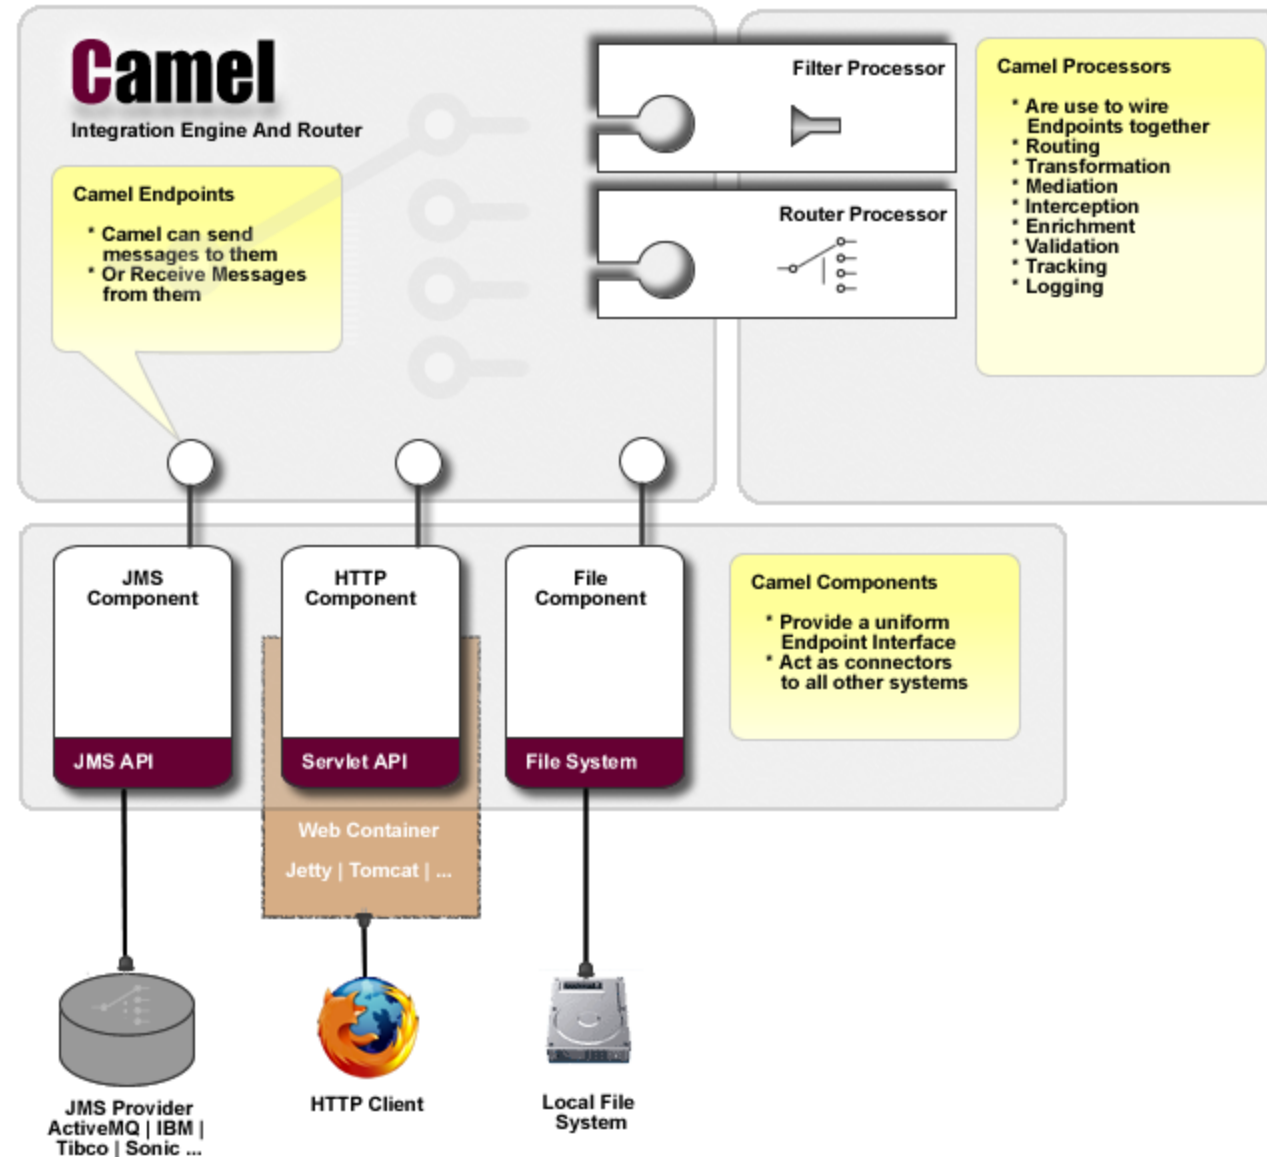 Camel
Integration Engine And Router
Camel Endpoints
* Camel can send
messages to them
* Or Receive Messages
from them
Filter Processor
Router Processor
Camel Processors
* Are use to wire
Endpoints together
* Routing
* Transformation
* Mediation
* Interception
* Enrichment
* Validation
* Tracking
* Logging
JMS
Component
JMS API
HTTP
Component
Servlet API
File
Component
File System
Camel Components
* Provide a uniform
Endpoint Interface
* Act as connectors
to all other systems
Web Container
Jetty | Tomcat | ...
JMS Provider
ActiveMQ | IBM |
Tibco | Sonic ...
HTTP Client
Local File
System